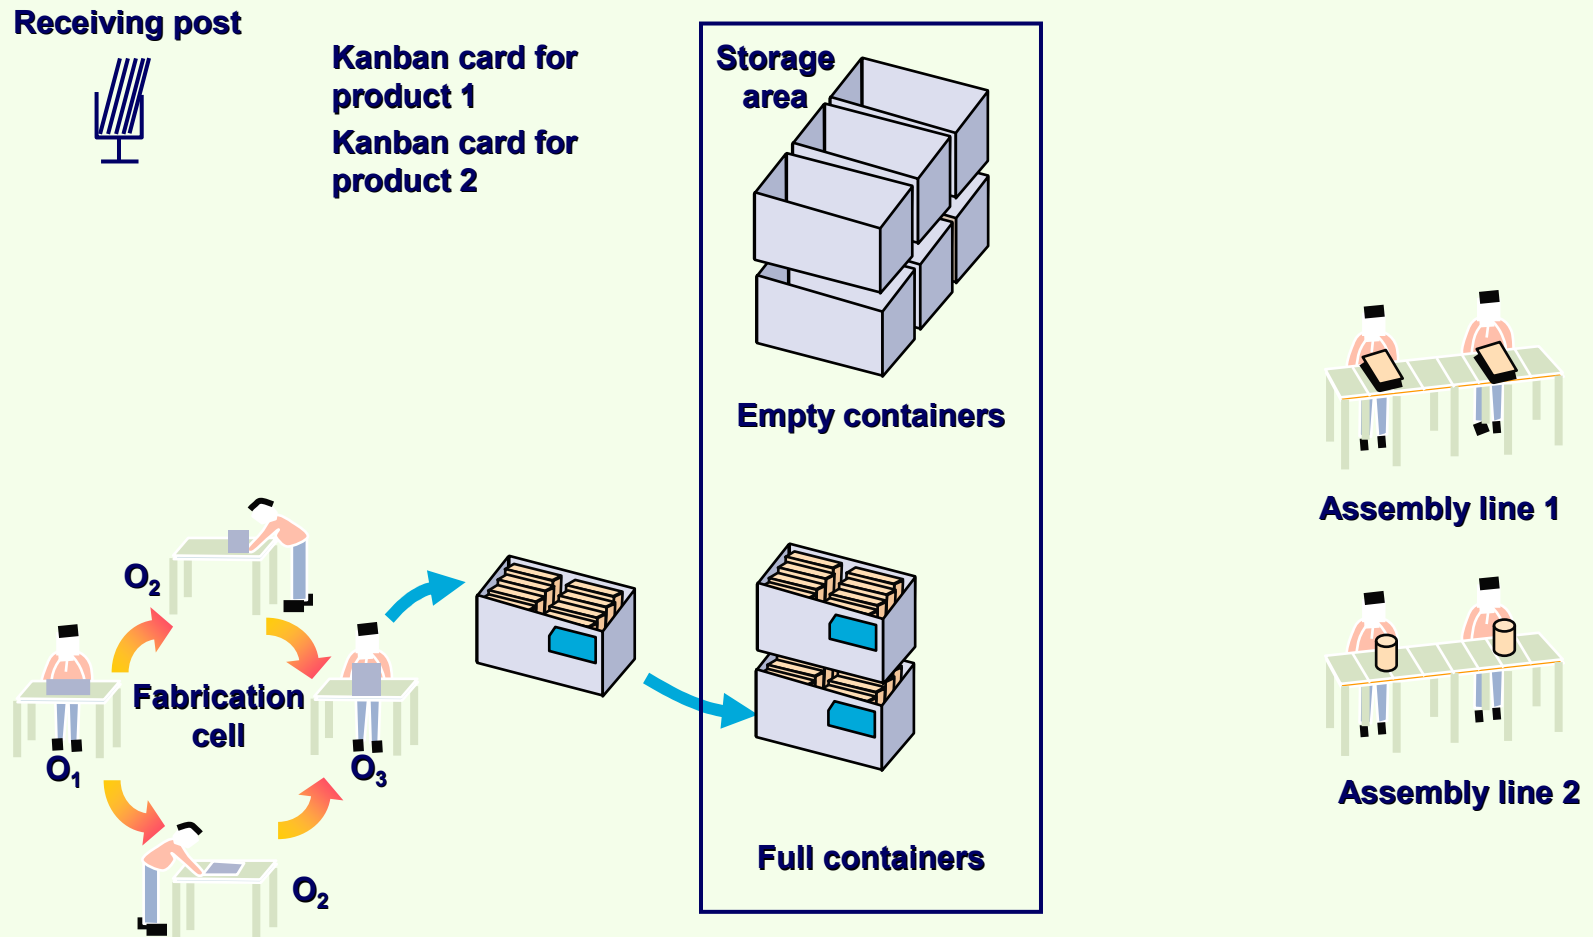 Receiving post
Kanban card for
product 1
Kanban card for
product 2
Storage
area
Empty containers
Assembly line 1
O₂
Fabrication
cell
O₁
O₃
Assembly line 2
Full containers
O₂